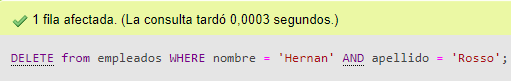 1 fila afectada. (La consulta tardó 0,0003 segundos.)
DELETE from empleados WHERE nombre = 'Hernan' AND apellido = 'Rosso';